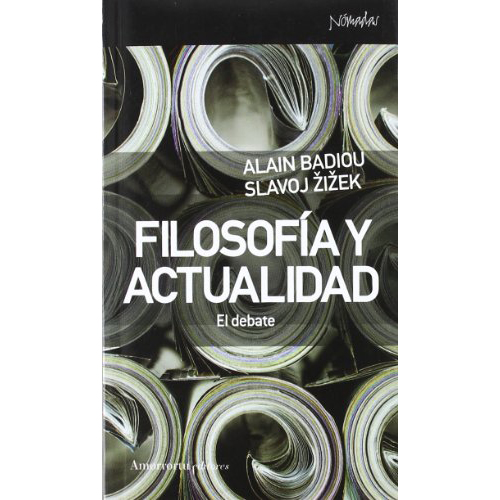 Nómadas
ALAIN BADIOU
SLAVOJ ŽIŽEK
FILOSOFÍA Y
ACTUALIDAD
El debate
Amorrortu editores